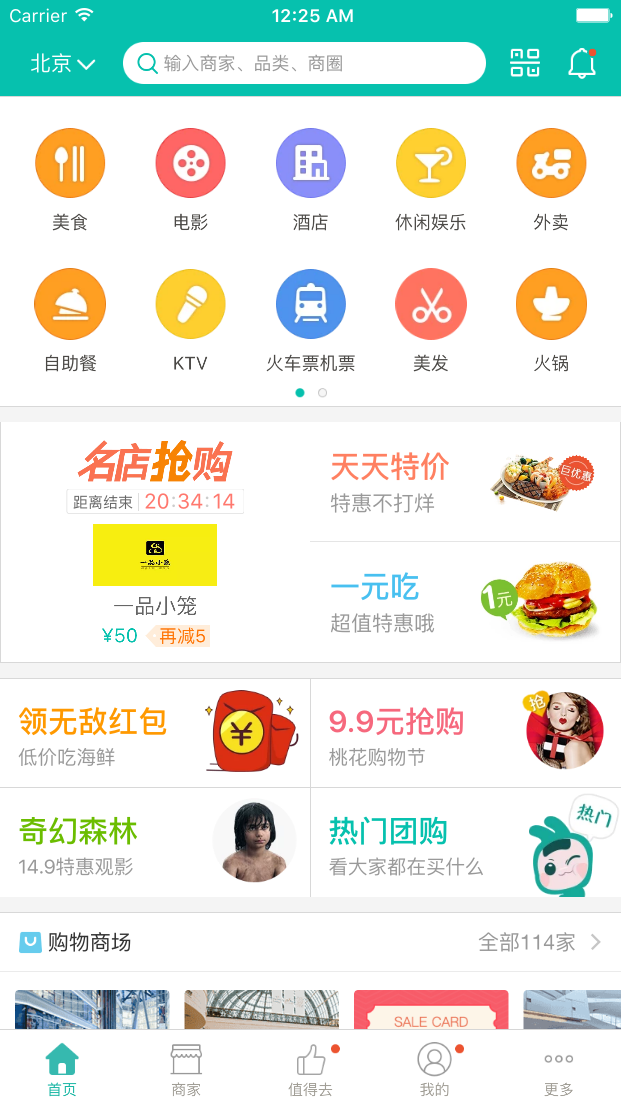 Carrier 12:25 AM
北京 输入商家、品类、商圈
美食 电影 酒店 休闲娱乐 外卖
自助餐 KTV 火车票机票 美发 火锅
名店抢购
距离结束 20:34:14
一品小笼
一品小笼
¥50 再减5
天天特价
特惠不打烊
巨优惠
一元吃
超值特惠哦
1元
领无敌红包
低价吃海鲜
¥
9.9元抢购
桃花购物节
抢
奇幻森林
14.9特惠观影
热门团购
看大家都在买什么
热门
购物商场 全部114家
SALE CARD
首页 商家 值得去 我的 更多